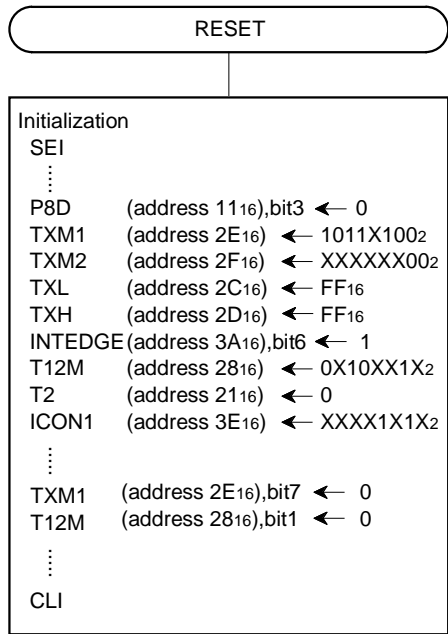 RESET
Initialization
SEI
P8D (address 11₁₆),bit3 ← 0
TXM1 (address 2E₁₆) ← 1011X100₂
TXM2 (address 2F₁₆) ← XXXXXX00₂
TXL (address 2C₁₆) ← FF₁₆
TXH (address 2D₁₆) ← FF₁₆
INTEDGE (address 3A₁₆),bit6 ← 1
T12M (address 28₁₆) ← 0X10XX1X₂
T2 (address 21₁₆) ← 0
ICON1 (address 3E₁₆) ← XXXX1X1X₂
TXM1 (address 2E₁₆),bit7 ← 0
T12M (address 28₁₆),bit1 ← 0
CLI